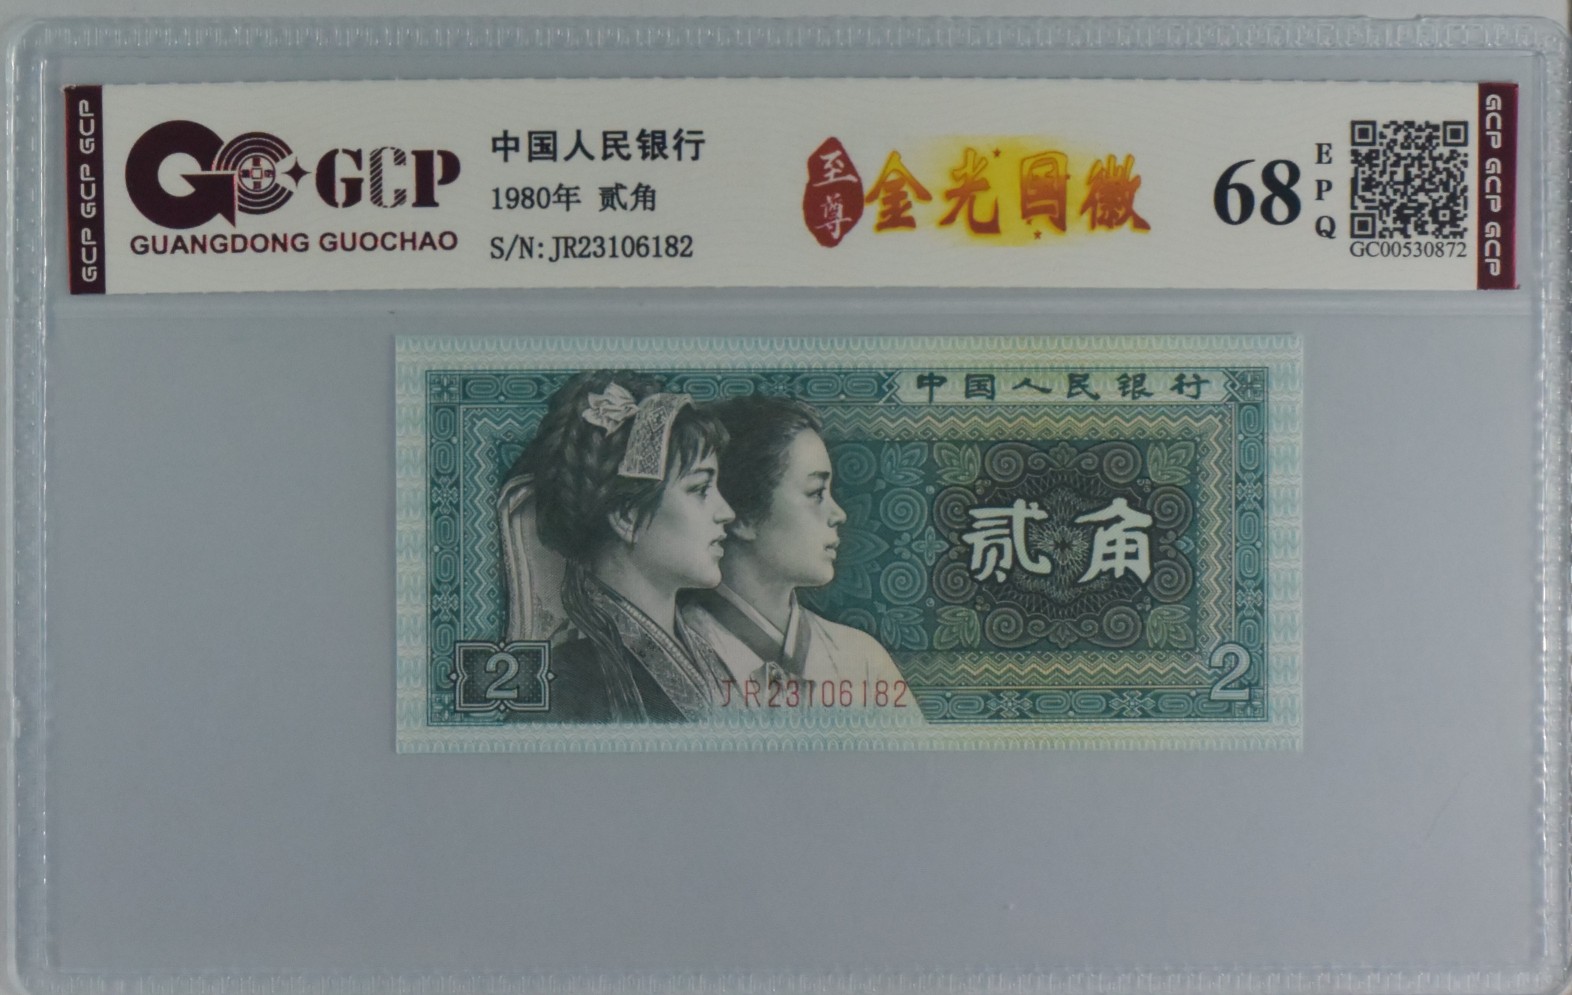 GCP GCP GCP
GCP
GUANGDONG GUOCHAO
中国人民银行
1980年 贰角
S/N:JR23106182
至尊
金光国徽
68
EPQ
GC00530872
GCP GCP GCP
中国人民银行
贰角
2
JR23106182
2